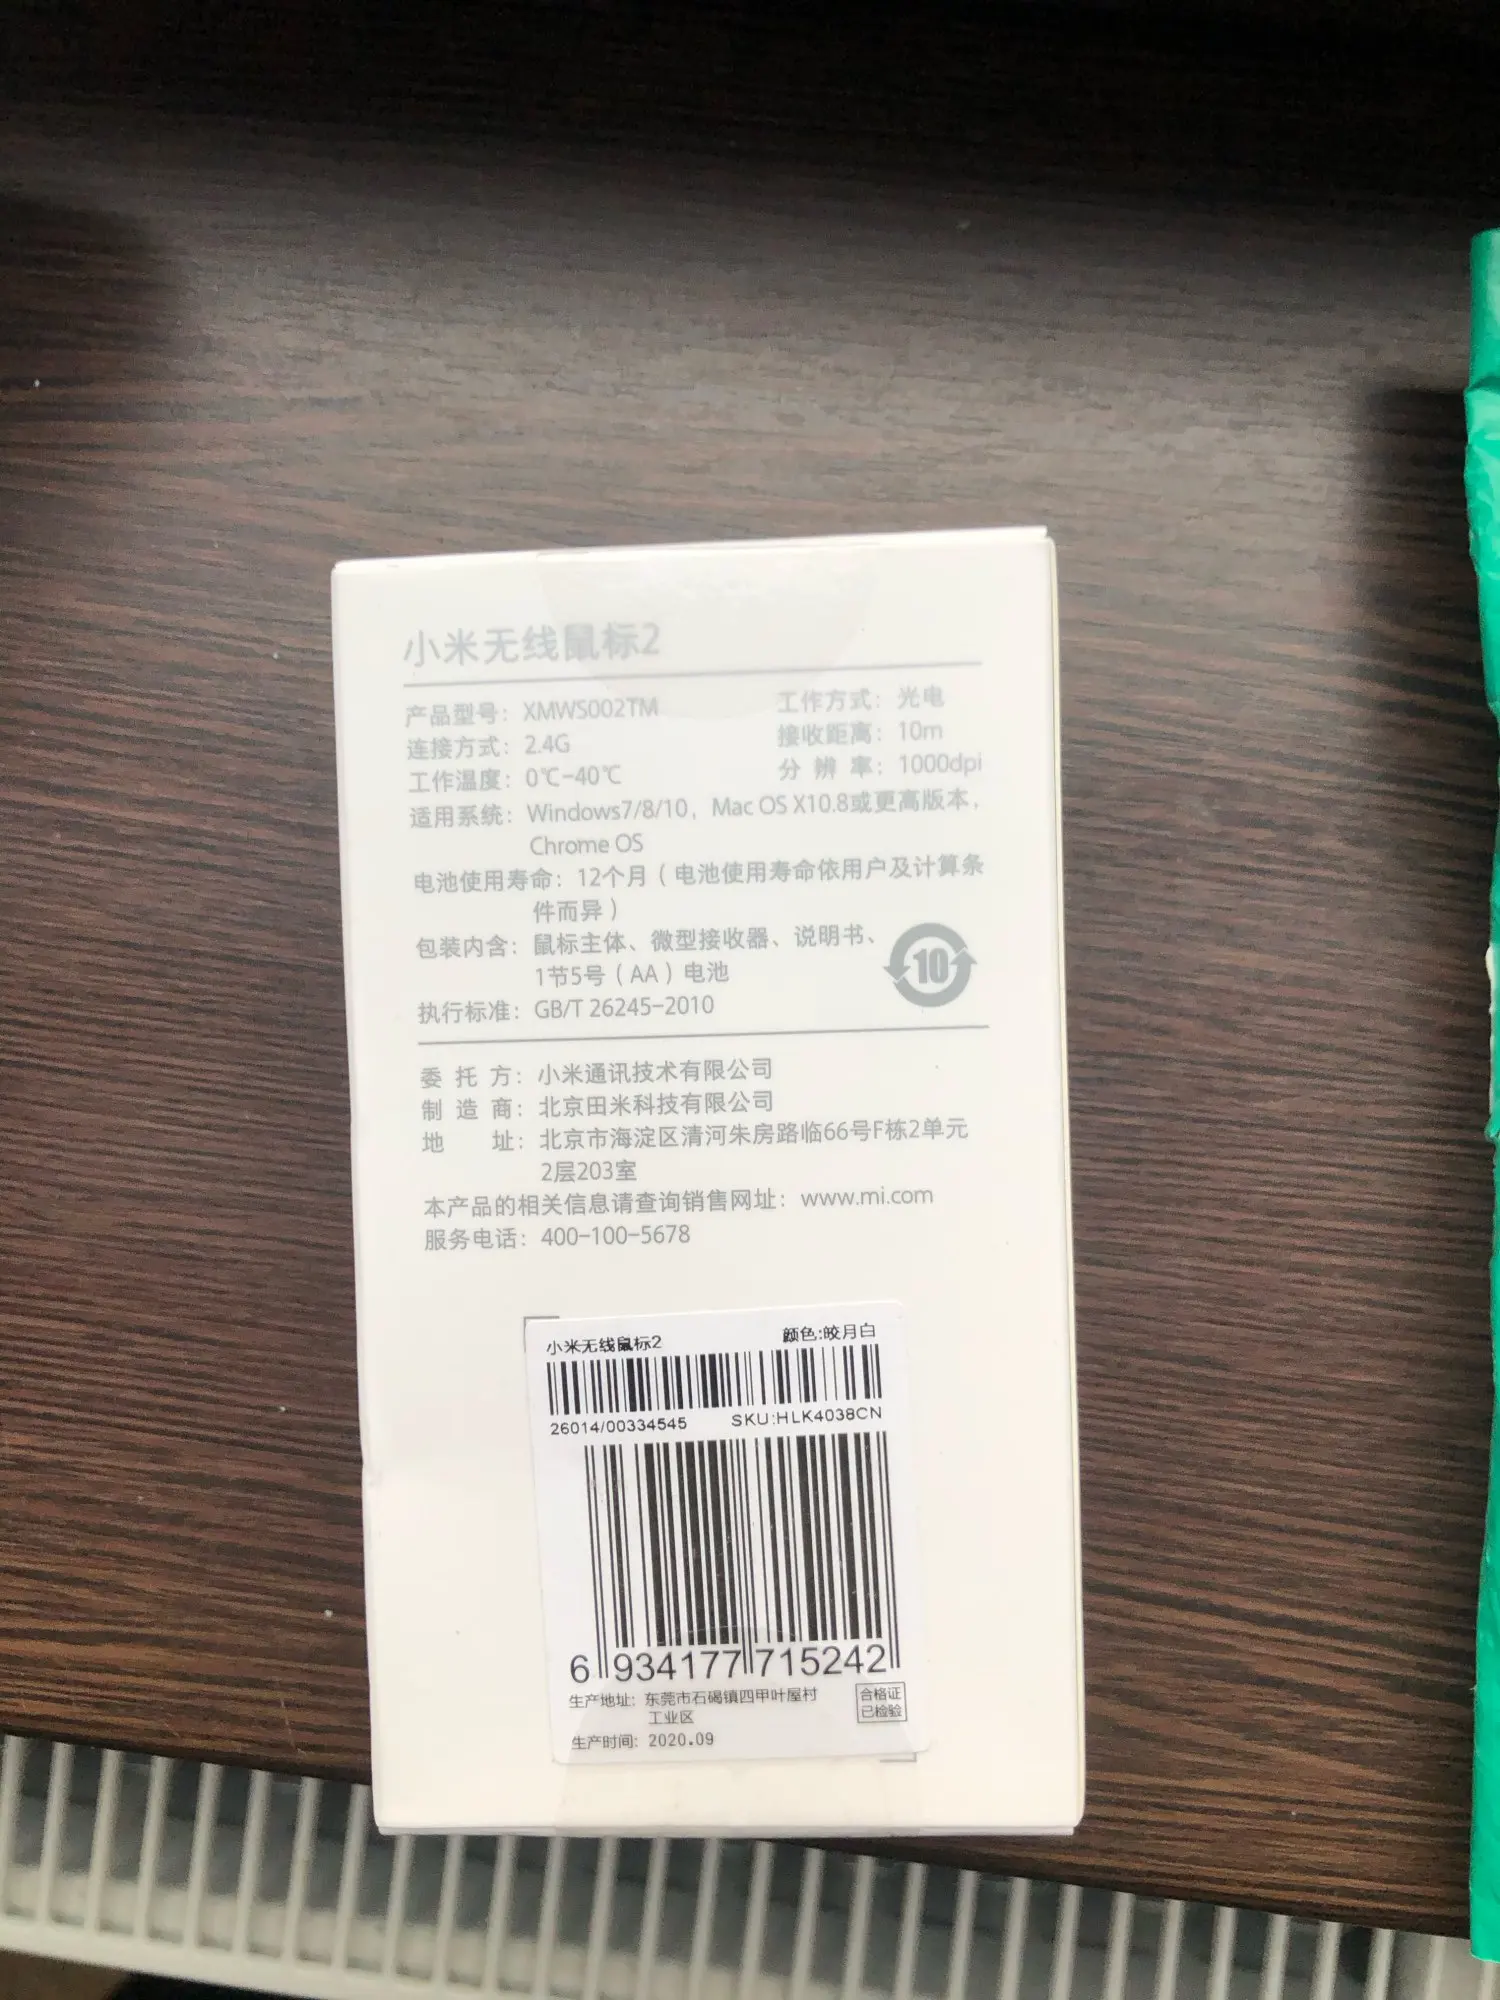 小米无线鼠标2
产品型号：XMWS002TM 工作方式：光电
连接方式：2.4G 接收距离：10m
工作温度：0℃-40℃ 分 辨 率：1000dpi
适用系统：Windows7/8/10，Mac OS X10.8或更高版本，
Chrome OS
电池使用寿命：12个月（电池使用寿命依用户及计算条
件而异）
包装内含：鼠标主体、微型接收器、说明书、
1节5号（AA）电池
10
执行标准：GB/T 26245-2010
委 托 方：小米通讯技术有限公司
制 造 商：北京田米科技有限公司
地 址：北京市海淀区清河朱房路临66号F栋2单元
2层203室
本产品的相关信息请查询销售网址：www.mi.com
服务电话：400-100-5678
小米无线鼠标2 颜色:皎月白
26014/00334545 SKU:HLK4038CN
6 934177 715242
生产地址: 东莞市石碣镇四甲叶屋村
工业区
合格证
已检验
生产时间: 2020.09